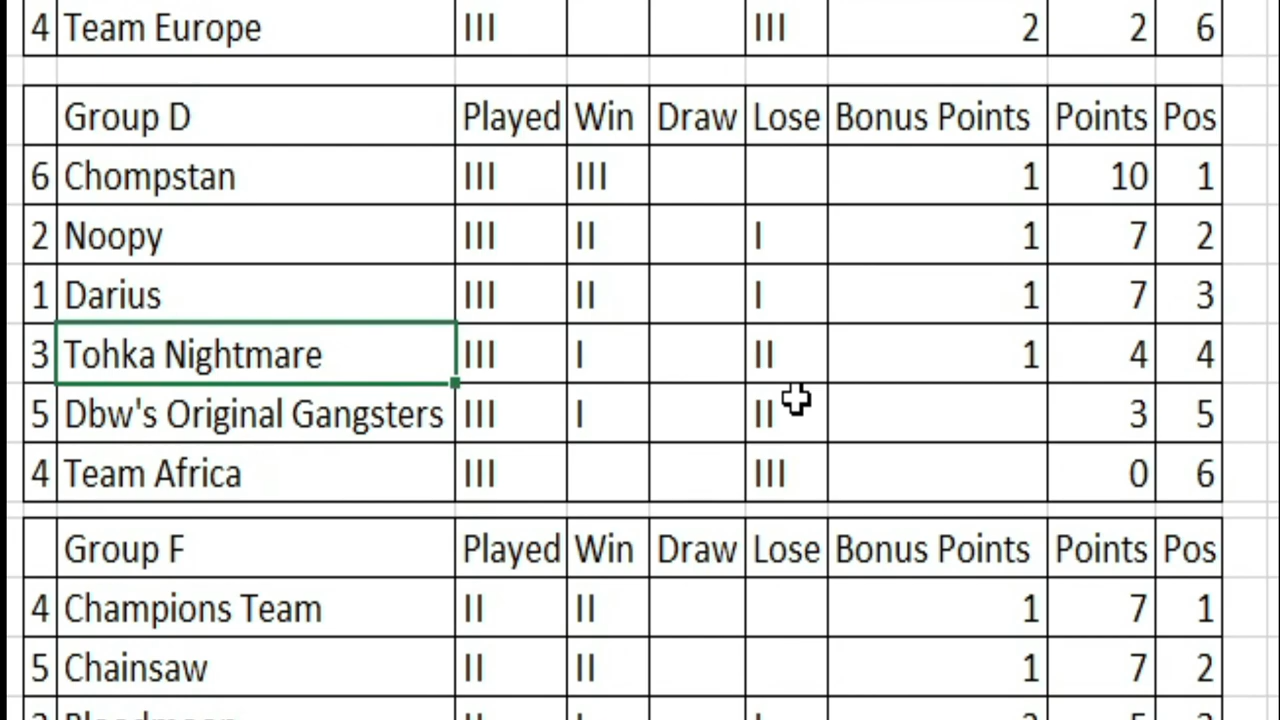 4 Team Europe III III 2 2 6
Group D Played Win Draw Lose Bonus Points Points Pos
6 Chompstan III III 1 10 1
2 Noopy III II I 1 7 2
1 Darius III II I 1 7 3
3 Tohka Nightmare III I II 1 4 4
5 Dbw's Original Gangsters III I II 3 5
4 Team Africa III III 0 6
Group F Played Win Draw Lose Bonus Points Points Pos
4 Champions Team II II 1 7 1
5 Chainsaw II II 1 7 2